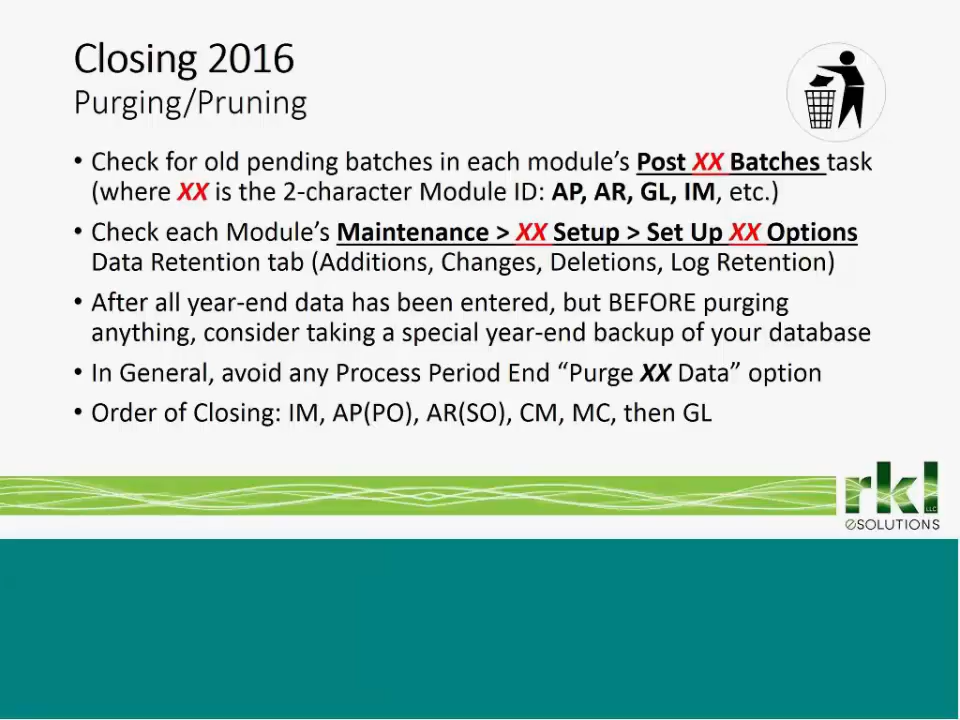 Closing 2016
Purging/Pruning
• Check for old pending batches in each module's Post XX Batches task
(where XX is the 2-character Module ID: AP, AR, GL, IM, etc.)
• Check each Module's Maintenance > XX Setup > Set Up XX Options
Data Retention tab (Additions, Changes, Deletions, Log Retention)
• After all year-end data has been entered, but BEFORE purging
anything, consider taking a special year-end backup of your database
• In General, avoid any Process Period End “Purge XX Data” option
• Order of Closing: IM, AP(PO), AR(SO), CM, MC, then GL
rkl
LLC
eSOLUTIONS